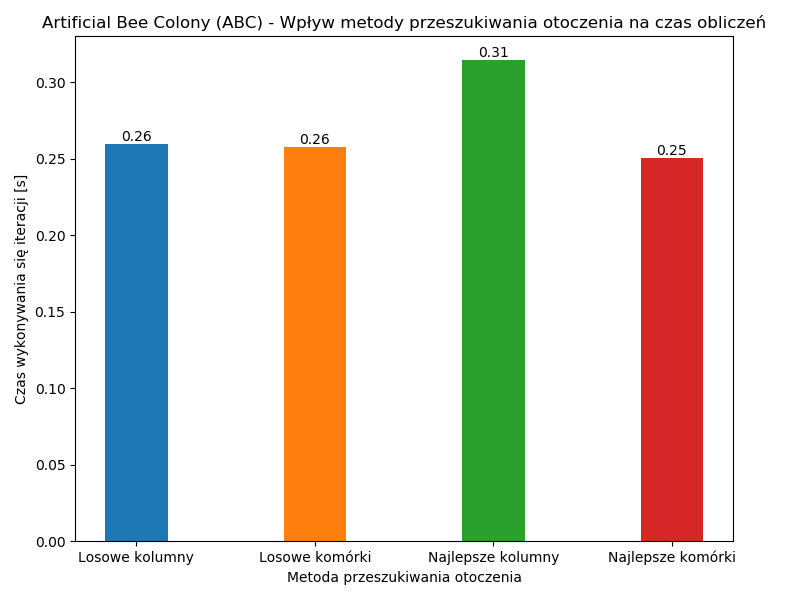 Artificial Bee Colony (ABC) - Wpływ metody przeszukiwania otoczenia na czas obliczeń
0.26
0.26
0.31
0.25
Czas wykonywania się iteracji [s]
0.30
0.25
0.20
0.15
0.10
0.05
0.00
Losowe kolumny
Losowe komórki
Najlepsze kolumny
Najlepsze komórki
Metoda przeszukiwania otoczenia